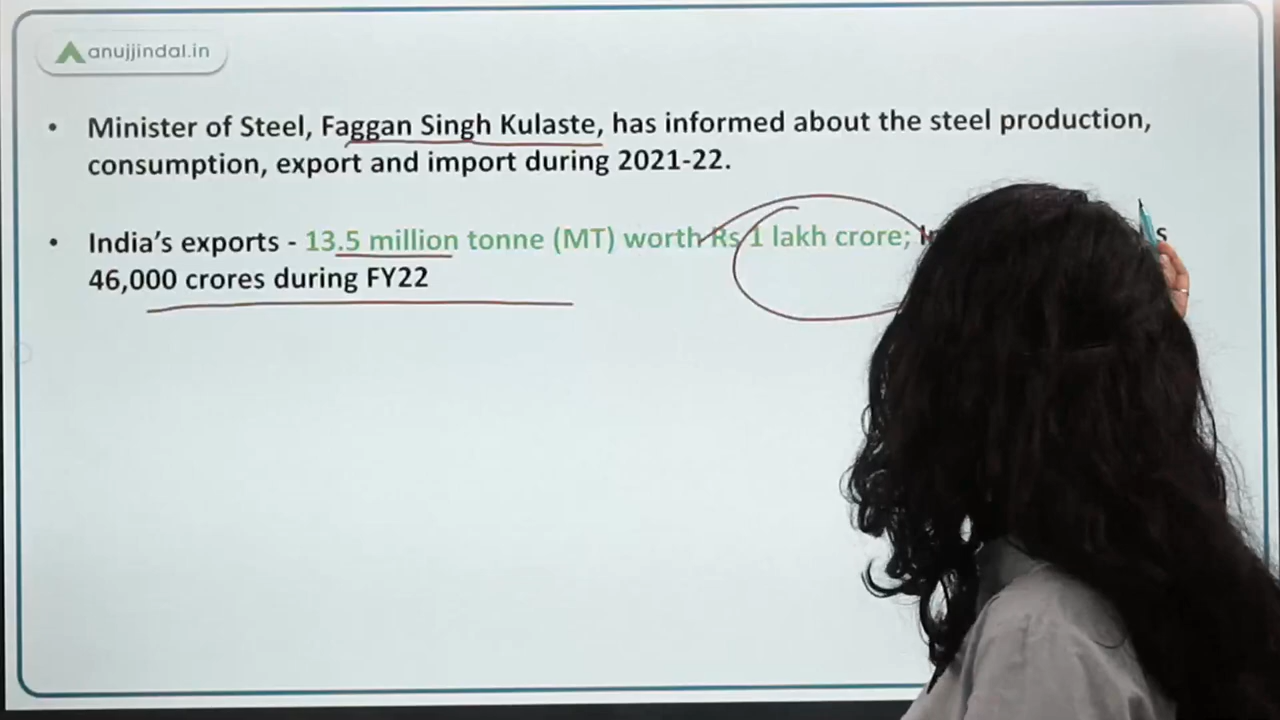 anujjindal.in
• Minister of Steel, Faggan Singh Kulaste, has informed about the steel production,
consumption, export and import during 2021-22.
• India's exports - 13.5 million tonne (MT) worth Rs 1 lakh crore;
46,000 crores during FY22